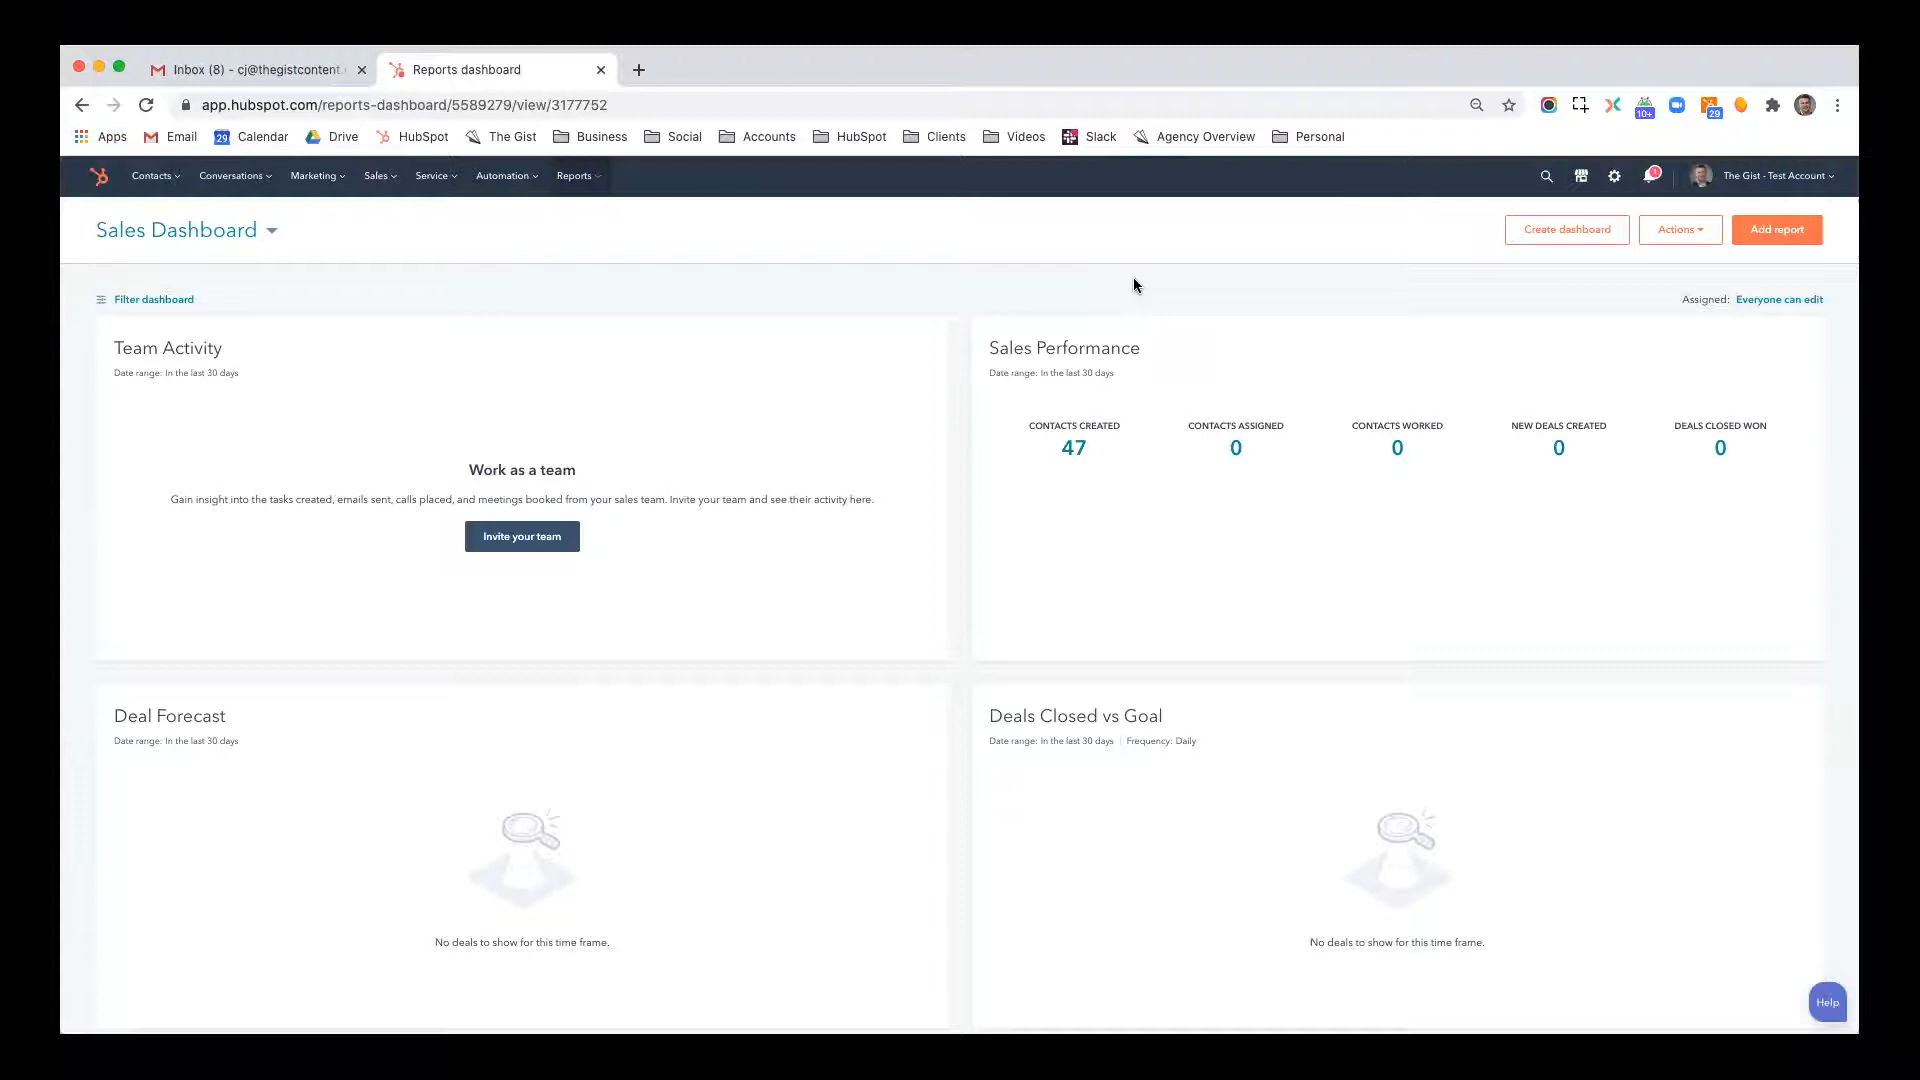 Inbox (8) - cj@thegistcontent.
Reports dashboard
app.hubspot.com/reports-dashboard/5589279/view/3177752
10+
29
Apps
Email
29
Calendar
Drive
HubSpot
The Gist
Business
Social
Accounts
HubSpot
Clients
Videos
Slack
Agency Overview
Personal
Contacts
Conversations
Marketing
Sales
Service
Automation
Reports
1
The Gist - Test Account
Sales Dashboard
Create dashboard
Actions
Add report
Filter dashboard
Assigned: Everyone can edit
Team Activity
Date range: In the last 30 days
Work as a team
Gain insight into the tasks created, emails sent, calls placed, and meetings booked from your sales team. Invite your team and see their activity here.
Invite your team
Sales Performance
Date range: In the last 30 days
CONTACTS CREATED
47
CONTACTS ASSIGNED
0
CONTACTS WORKED
0
NEW DEALS CREATED
0
DEALS CLOSED WON
0
Deal Forecast
Date range: In the last 30 days
No deals to show for this time frame.
Deals Closed vs Goal
Date range: In the last 30 days | Frequency: Daily
No deals to show for this time frame.
Help